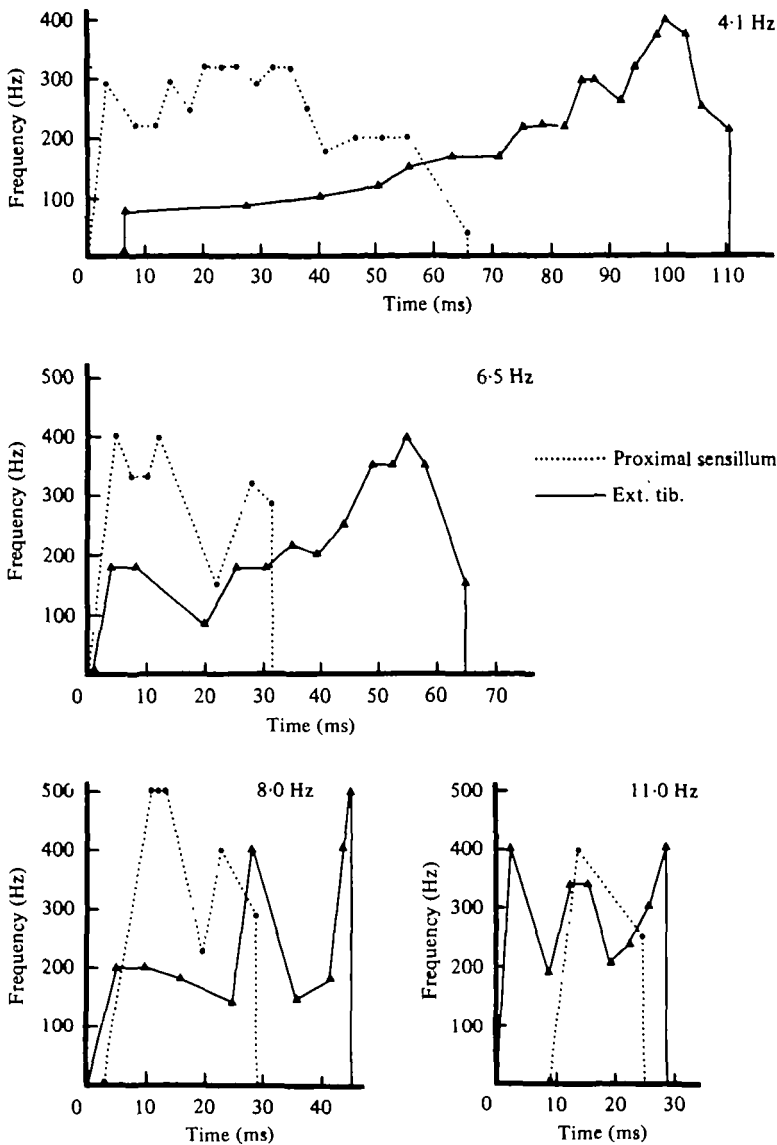 4·1 Hz
400
300
200
100
Frequency (Hz)
0 10 20 30 40 50 60 70 80 90 100 110
Time (ms)
6·5 Hz
500
400
300
200
100
Frequency (Hz)
0 10 20 30 40 50 60 70
Time (ms)
Proximal sensillum
Ext. tib.
8·0 Hz
500
400
300
200
100
Frequency (Hz)
0 10 20 30 40
Time (ms)
11·0 Hz
500
400
300
200
100
Frequency (Hz)
0 10 20 30
Time (ms)